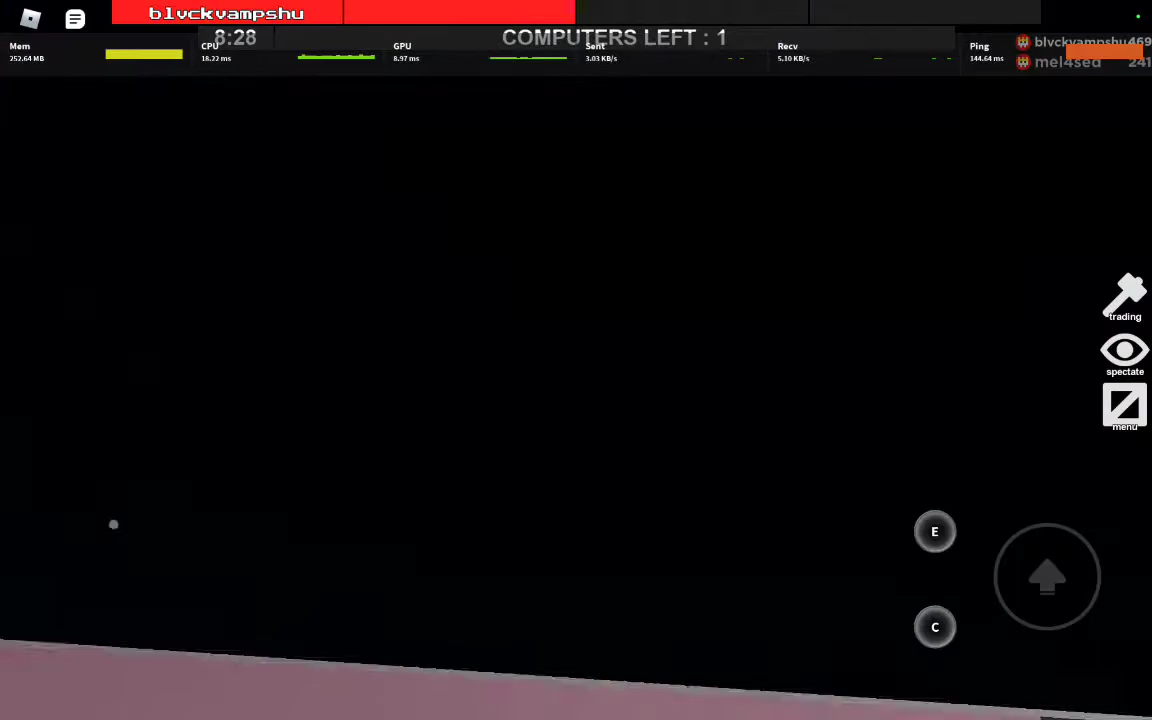 blvckvampshu
8:28
COMPUTERS LEFT : 1
Mem
252.64 MB
CPU
18.22 ms
GPU
8.97 ms
Sent
3.03 KB/s
Recv
5.10 KB/s
Ping
144.64 ms
blvckvampshu469
mel4sed 241
trading
spectate
menu
E
C